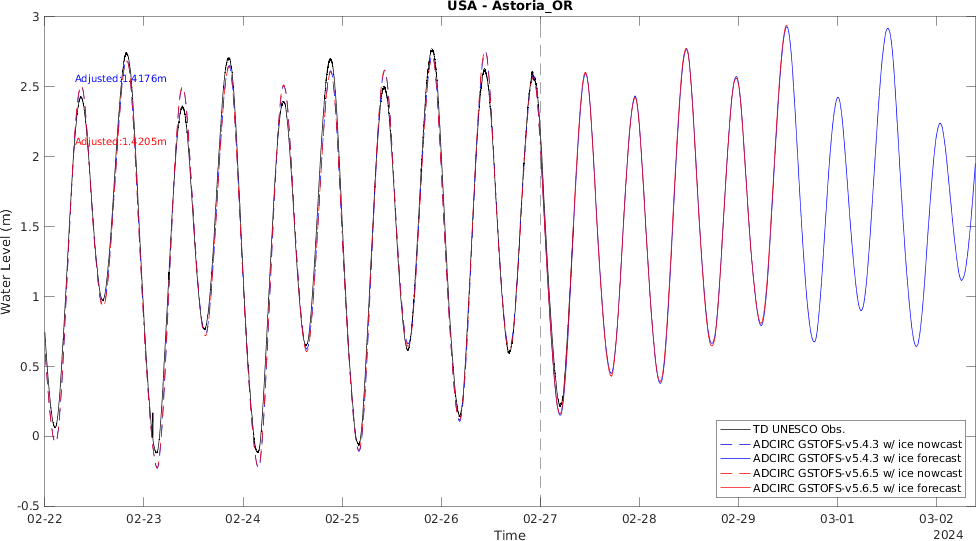 USA - Astoria_OR
3
2.5
2
1.5
1
0.5
0
-0.5
Water Level (m)
Adjusted:1.4176m
Adjusted:1.4205m
TD UNESCO Obs.
ADCIRC GSTOFS-v5.4.3 w/ ice nowcast
ADCIRC GSTOFS-v5.4.3 w/ ice forecast
ADCIRC GSTOFS-v5.6.5 w/ ice nowcast
ADCIRC GSTOFS-v5.6.5 w/ ice forecast
02-22 02-23 02-24 02-25 02-26 02-27 02-28 02-29 03-01 03-02
Time
2024